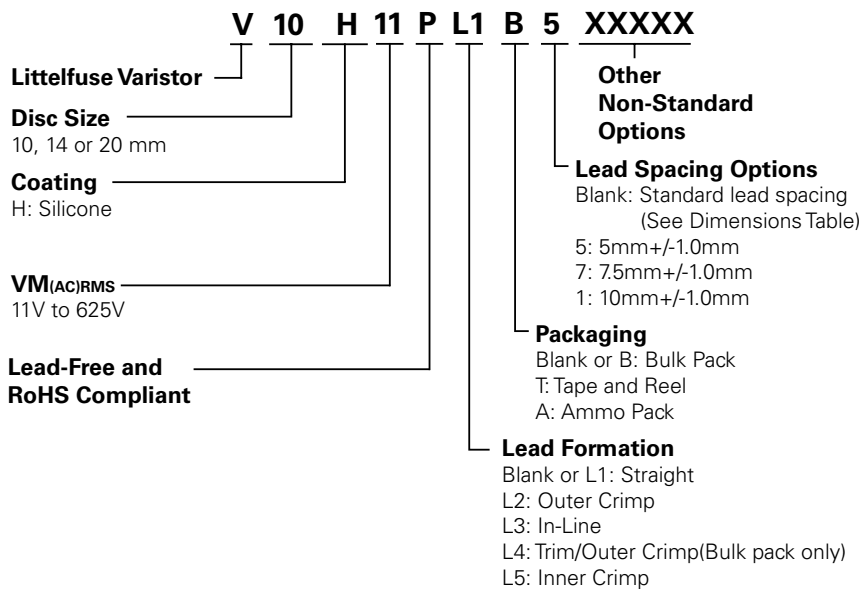 V 10 H 11 P L1 B 5 XXXXX
Littelfuse Varistor
Disc Size
10, 14 or 20 mm
Coating
H: Silicone
VM(AC)RMS
11V to 625V
Lead-Free and
RoHS Compliant
Other
Non-Standard
Options
Lead Spacing Options
Blank: Standard lead spacing
(See Dimensions Table)
5: 5mm+/-1.0mm
7: 7.5mm+/-1.0mm
1: 10mm+/-1.0mm
Packaging
Blank or B: Bulk Pack
T: Tape and Reel
A: Ammo Pack
Lead Formation
Blank or L1: Straight
L2: Outer Crimp
L3: In-Line
L4: Trim/Outer Crimp(Bulk pack only)
L5: Inner Crimp